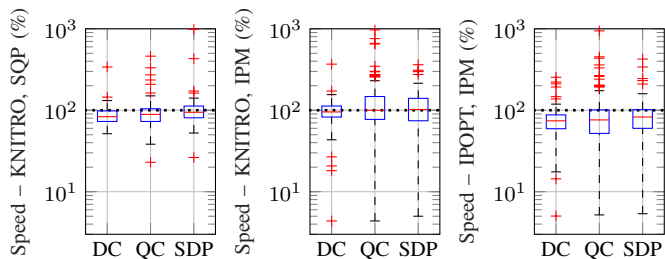 Speed – KNITRO, SQP (%)
10^3
10^2
10^1
DC QC SDP
Speed – KNITRO, IPM (%)
10^3
10^2
10^1
DC QC SDP
Speed – IPOPT, IPM (%)
10^3
10^2
10^1
DC QC SDP